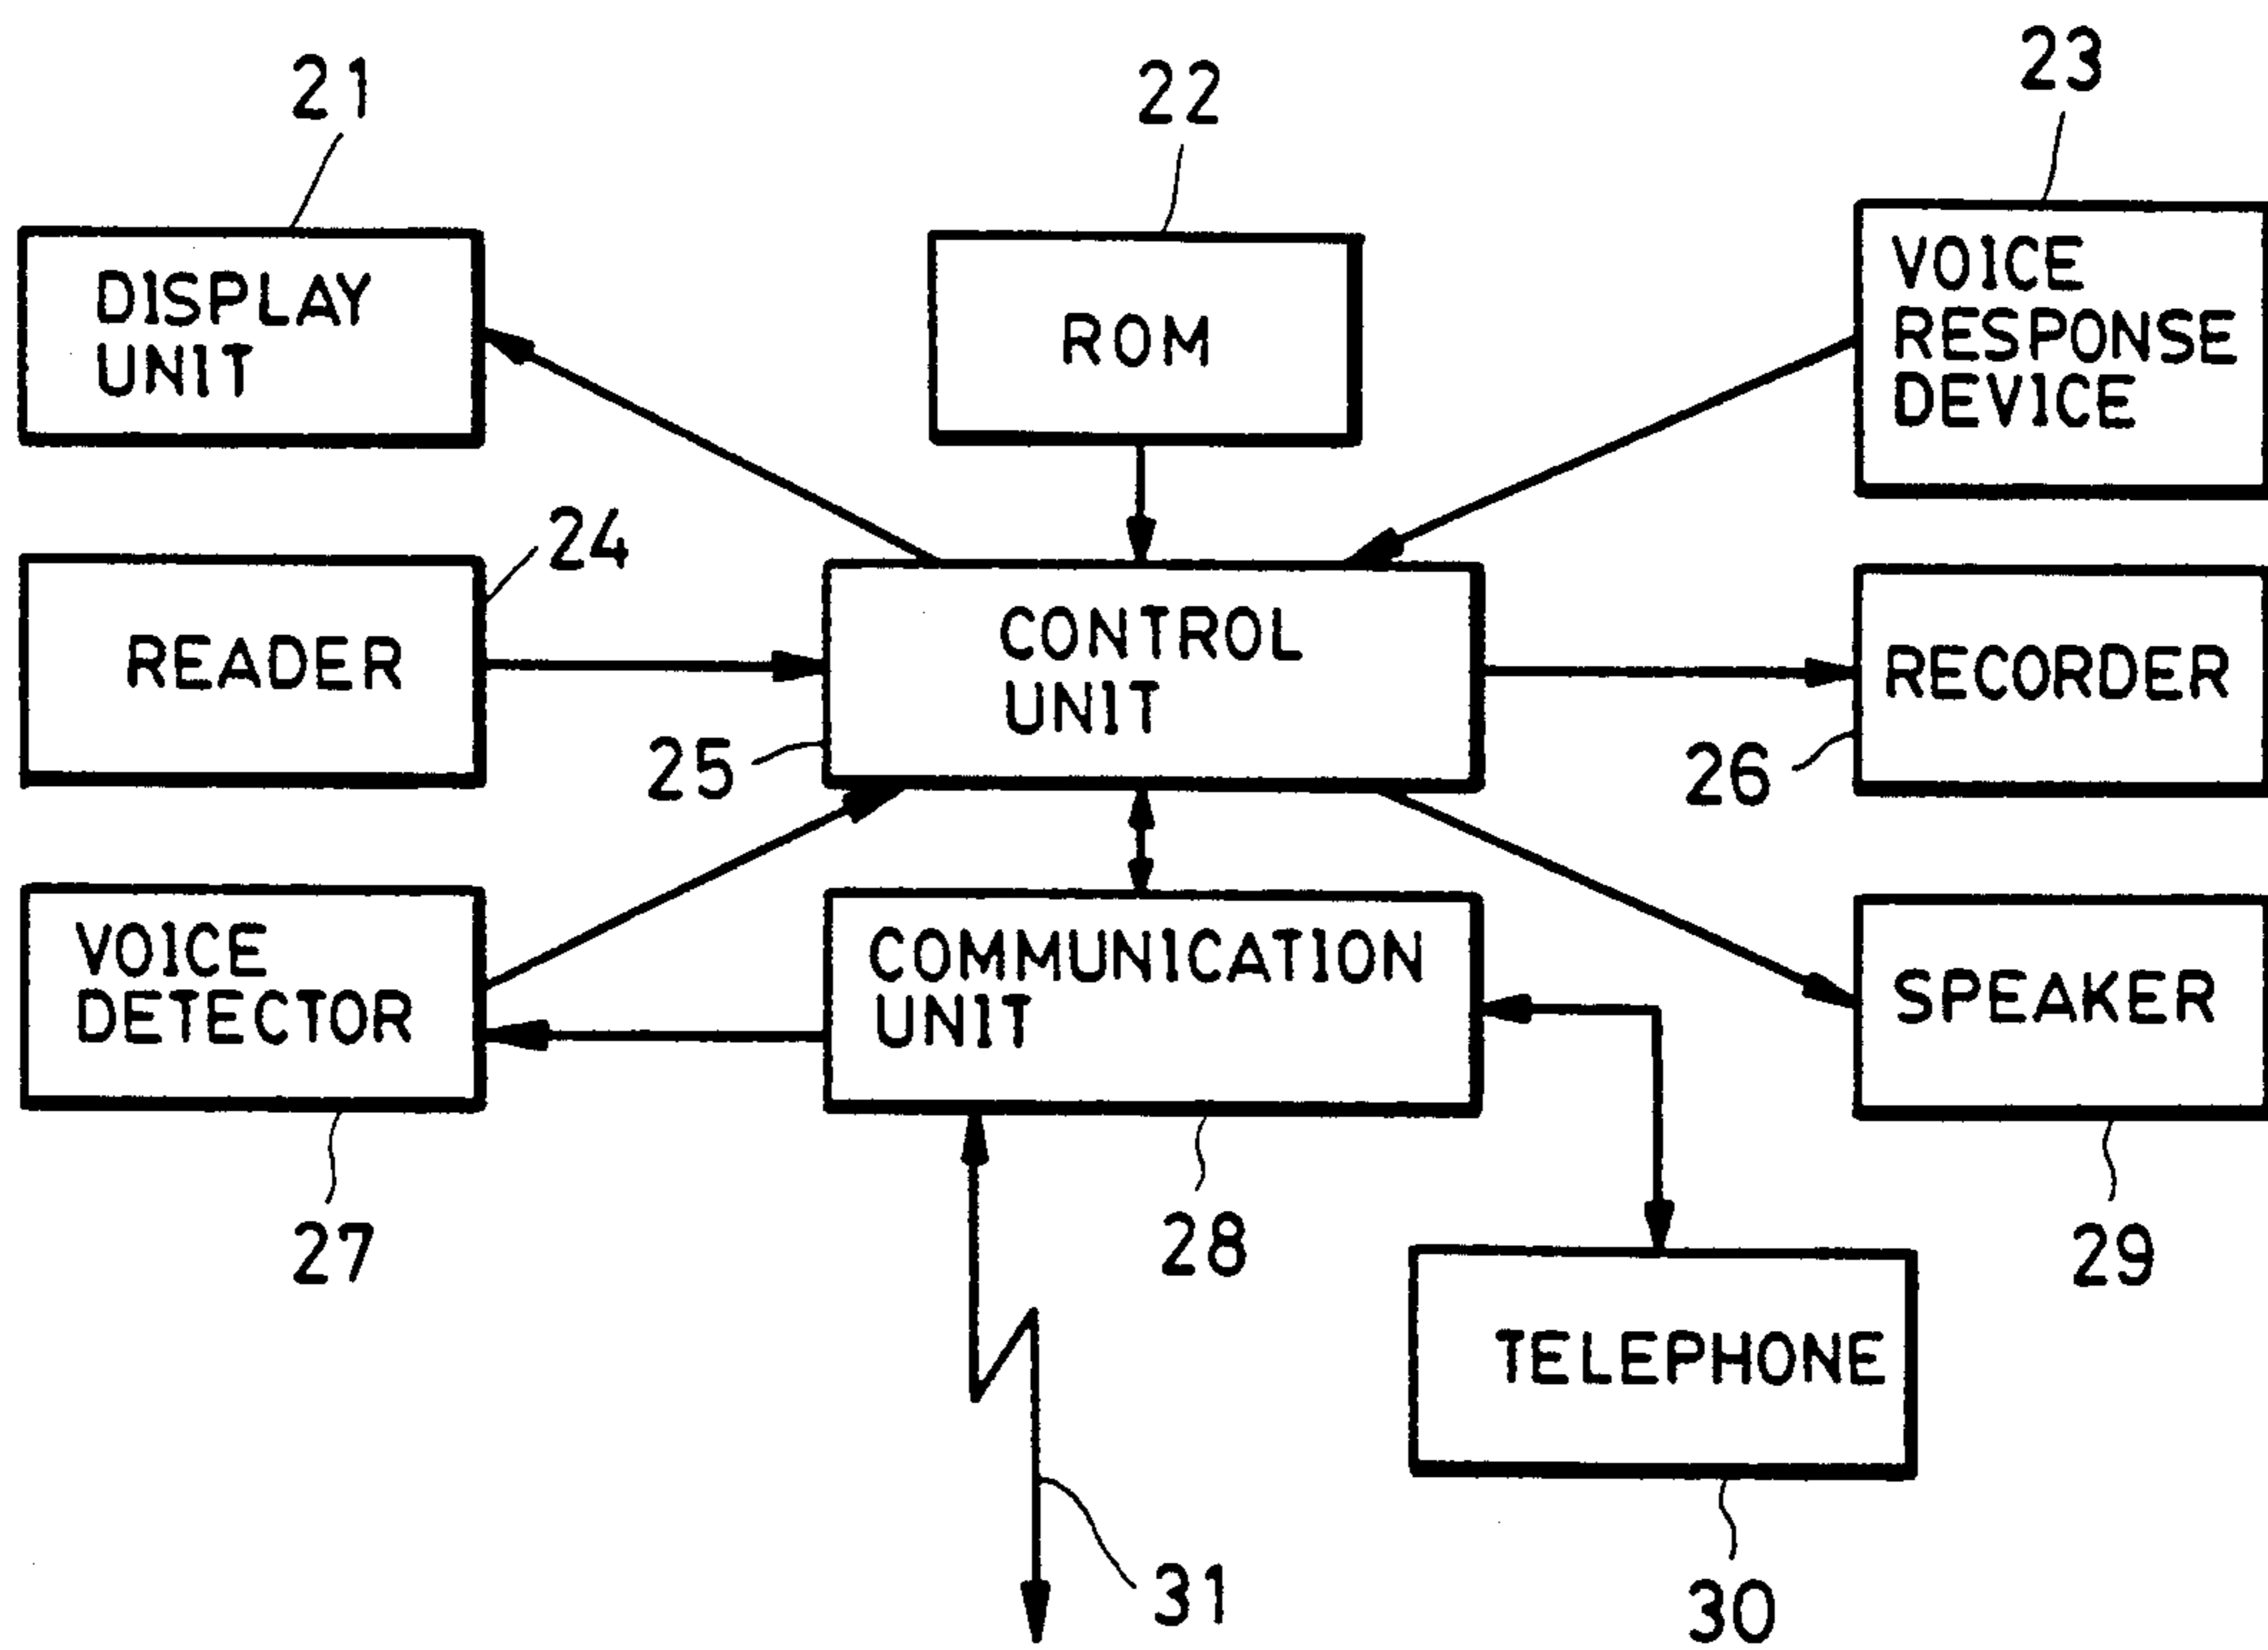 21
22
23
DISPLAY
UNIT
ROM
VOICE
RESPONSE
DEVICE
24
READER
CONTROL
UNIT
RECORDER
25
26
VOICE
DETECTOR
COMMUNICATION
UNIT
SPEAKER
27
28
29
TELEPHONE
31
30